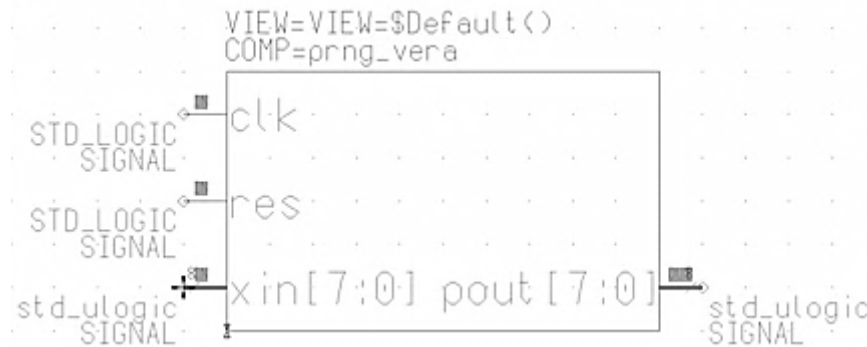 VIEW=VIEW=$Default()
COMP=prng_vera
clk
STD_LOGIC
SIGNAL
res
STD_LOGIC
SIGNAL
xin[7:0] pout[7:0]
std_ulogic std_ulogic
SIGNAL SIGNAL